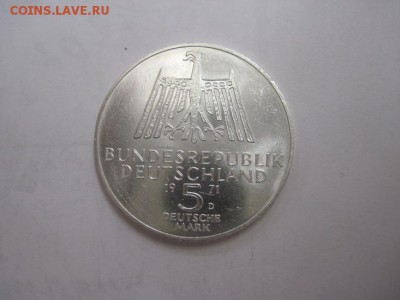 COINS.LAVE.RU
BUNDESREPUBLIK
DEUTSCHLAND
19 71
5
D
DEUTSCHE
MARK